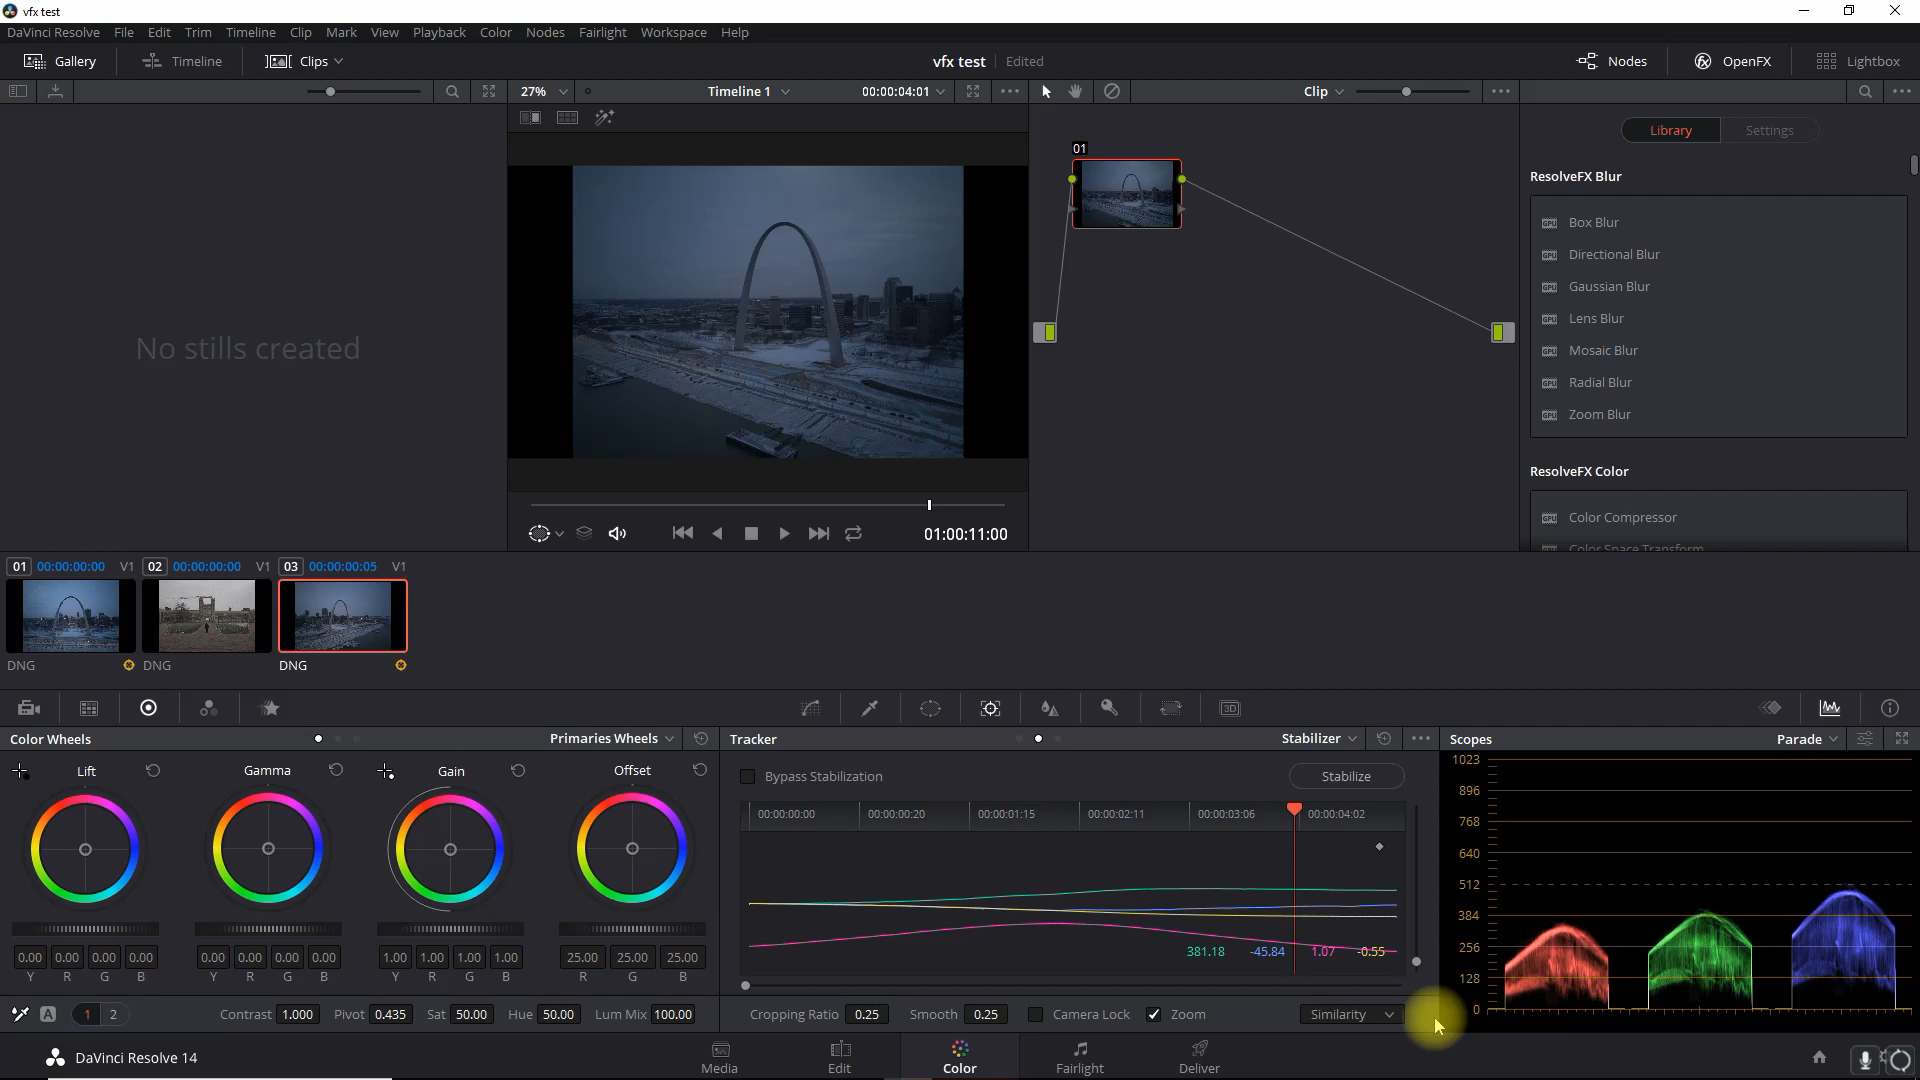 vfx test
DaVinci Resolve File Edit Trim Timeline Clip Mark View Playback Color Nodes Fairlight Workspace Help
Gallery Timeline Clips vfx test Edited Nodes OpenFX Lightbox
27% Timeline 1 00:00:04:01 Clip
Library Settings
01
ResolveFX Blur
Box Blur
Directional Blur
Gaussian Blur
Lens Blur
Mosaic Blur
Radial Blur
Zoom Blur
ResolveFX Color
Color Compressor
Color Space Transform
No stills created
01:00:11:00
01 00:00:00:00 V1 02 00:00:00:00 V1 03 00:00:00:05 V1
DNG DNG DNG
3D
Color Wheels Primaries Wheels Tracker Stabilizer Scopes Parade
Lift Gamma Gain Offset
Bypass Stabilization Stabilize
00:00:00:00 00:00:00:20 00:00:01:15 00:00:02:11 00:00:03:06 00:00:04:02
381.18 -45.84 1.07 -0.55
1023
896
768
640
512
384
256
128
0
0.00 0.00 0.00 0.00 0.00 0.00 0.00 0.00 1.00 1.00 1.00 1.00 25.00 25.00 25.00
Y R G B Y R G B Y R G B R G B
A 1 2 Contrast 1.000 Pivot 0.435 Sat 50.00 Hue 50.00 Lum Mix 100.00
Cropping Ratio 0.25 Smooth 0.25 Camera Lock Zoom Similarity
DaVinci Resolve 14 Media Edit Color Fairlight Deliver